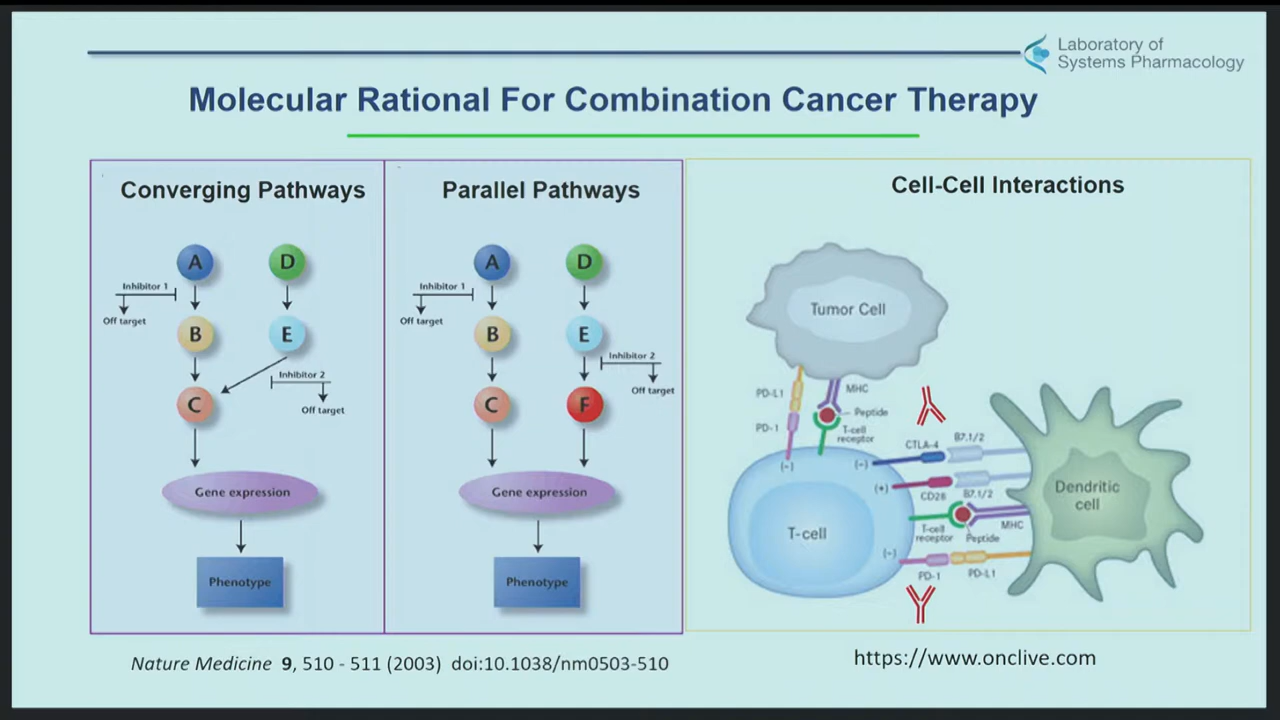 Laboratory of
Systems Pharmacology
Molecular Rational For Combination Cancer Therapy
Converging Pathways
A
D
Inhibitor 1
Off target
B
E
Inhibitor 2
C
Off target
Gene expression
Phenotype
Parallel Pathways
A
D
Inhibitor 1
Off target
B
E
Inhibitor 2
Off target
C
F
Gene expression
Phenotype
Cell-Cell Interactions
Tumor Cell
PD-L1
MHC
Peptide
PD-1
T-cell
receptor
(-)
(-)
CTLA-4
B7.1/2
(+)
CD28
B7.1/2
Dendritic
cell
T-cell
T-cell
receptor
Peptide
MHC
(-)
PD-1
PD-L1
Nature Medicine 9, 510 - 511 (2003) doi:10.1038/nm0503-510
https://www.onclive.com